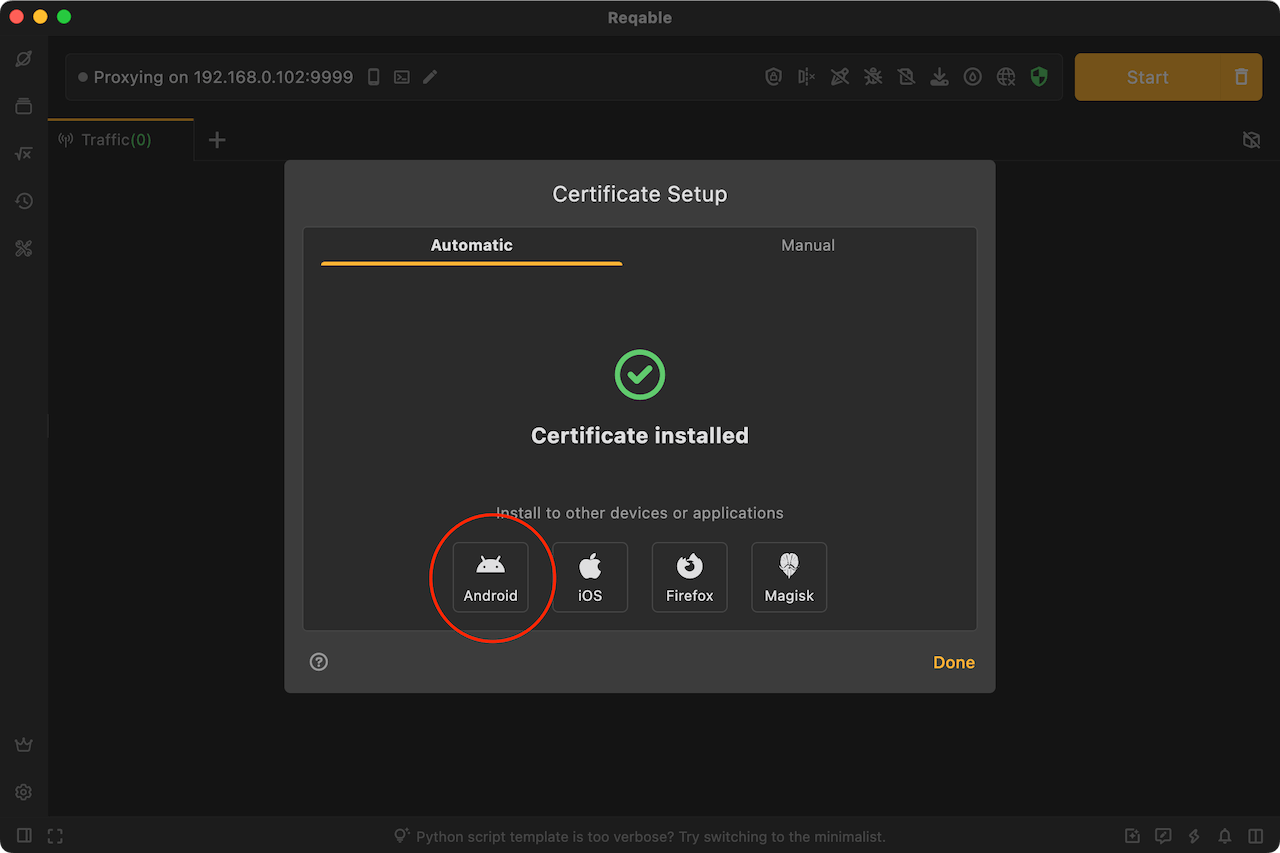 Reqable
Proxying on 192.168.0.102:9999
Start
Traffic(0)
Certificate Setup
Automatic
Manual
Certificate installed
Install to other devices or applications
Android
iOS
Firefox
Magisk
Done
Python script template is too verbose? Try switching to the minimalist.